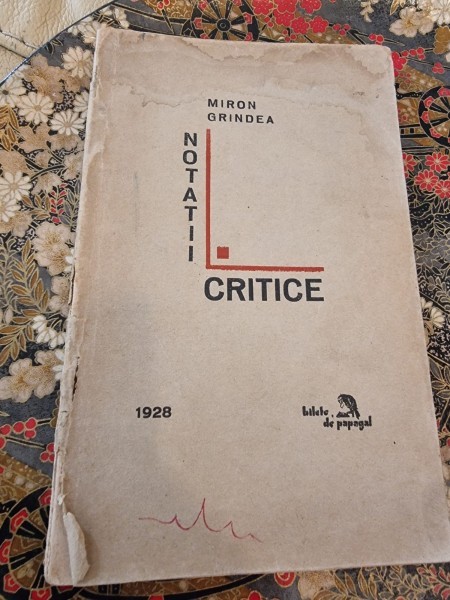 MIRON
GRINDEA
NOTATII
CRITICE
1928
bilete
de papagal